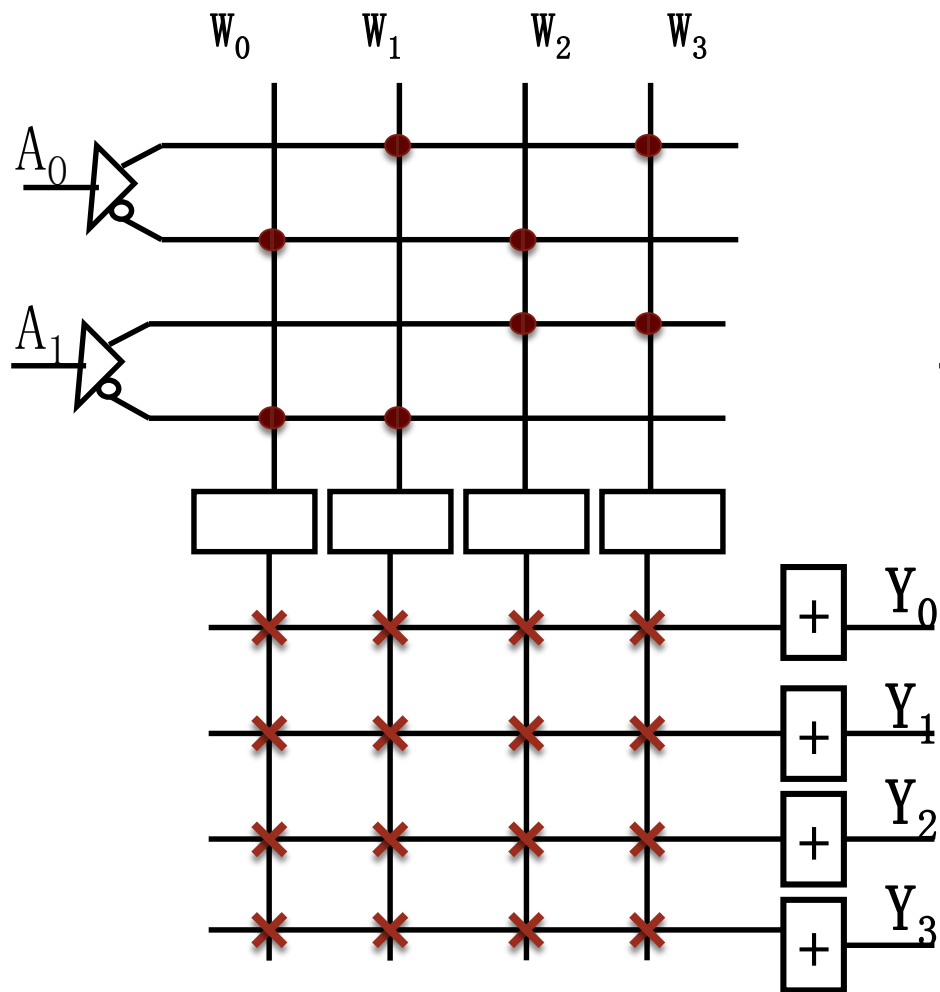 W₀ W₁ W₂ W₃
A₀
A₁
+ Y₀
+ Y₁
+ Y₂
+ Y₃